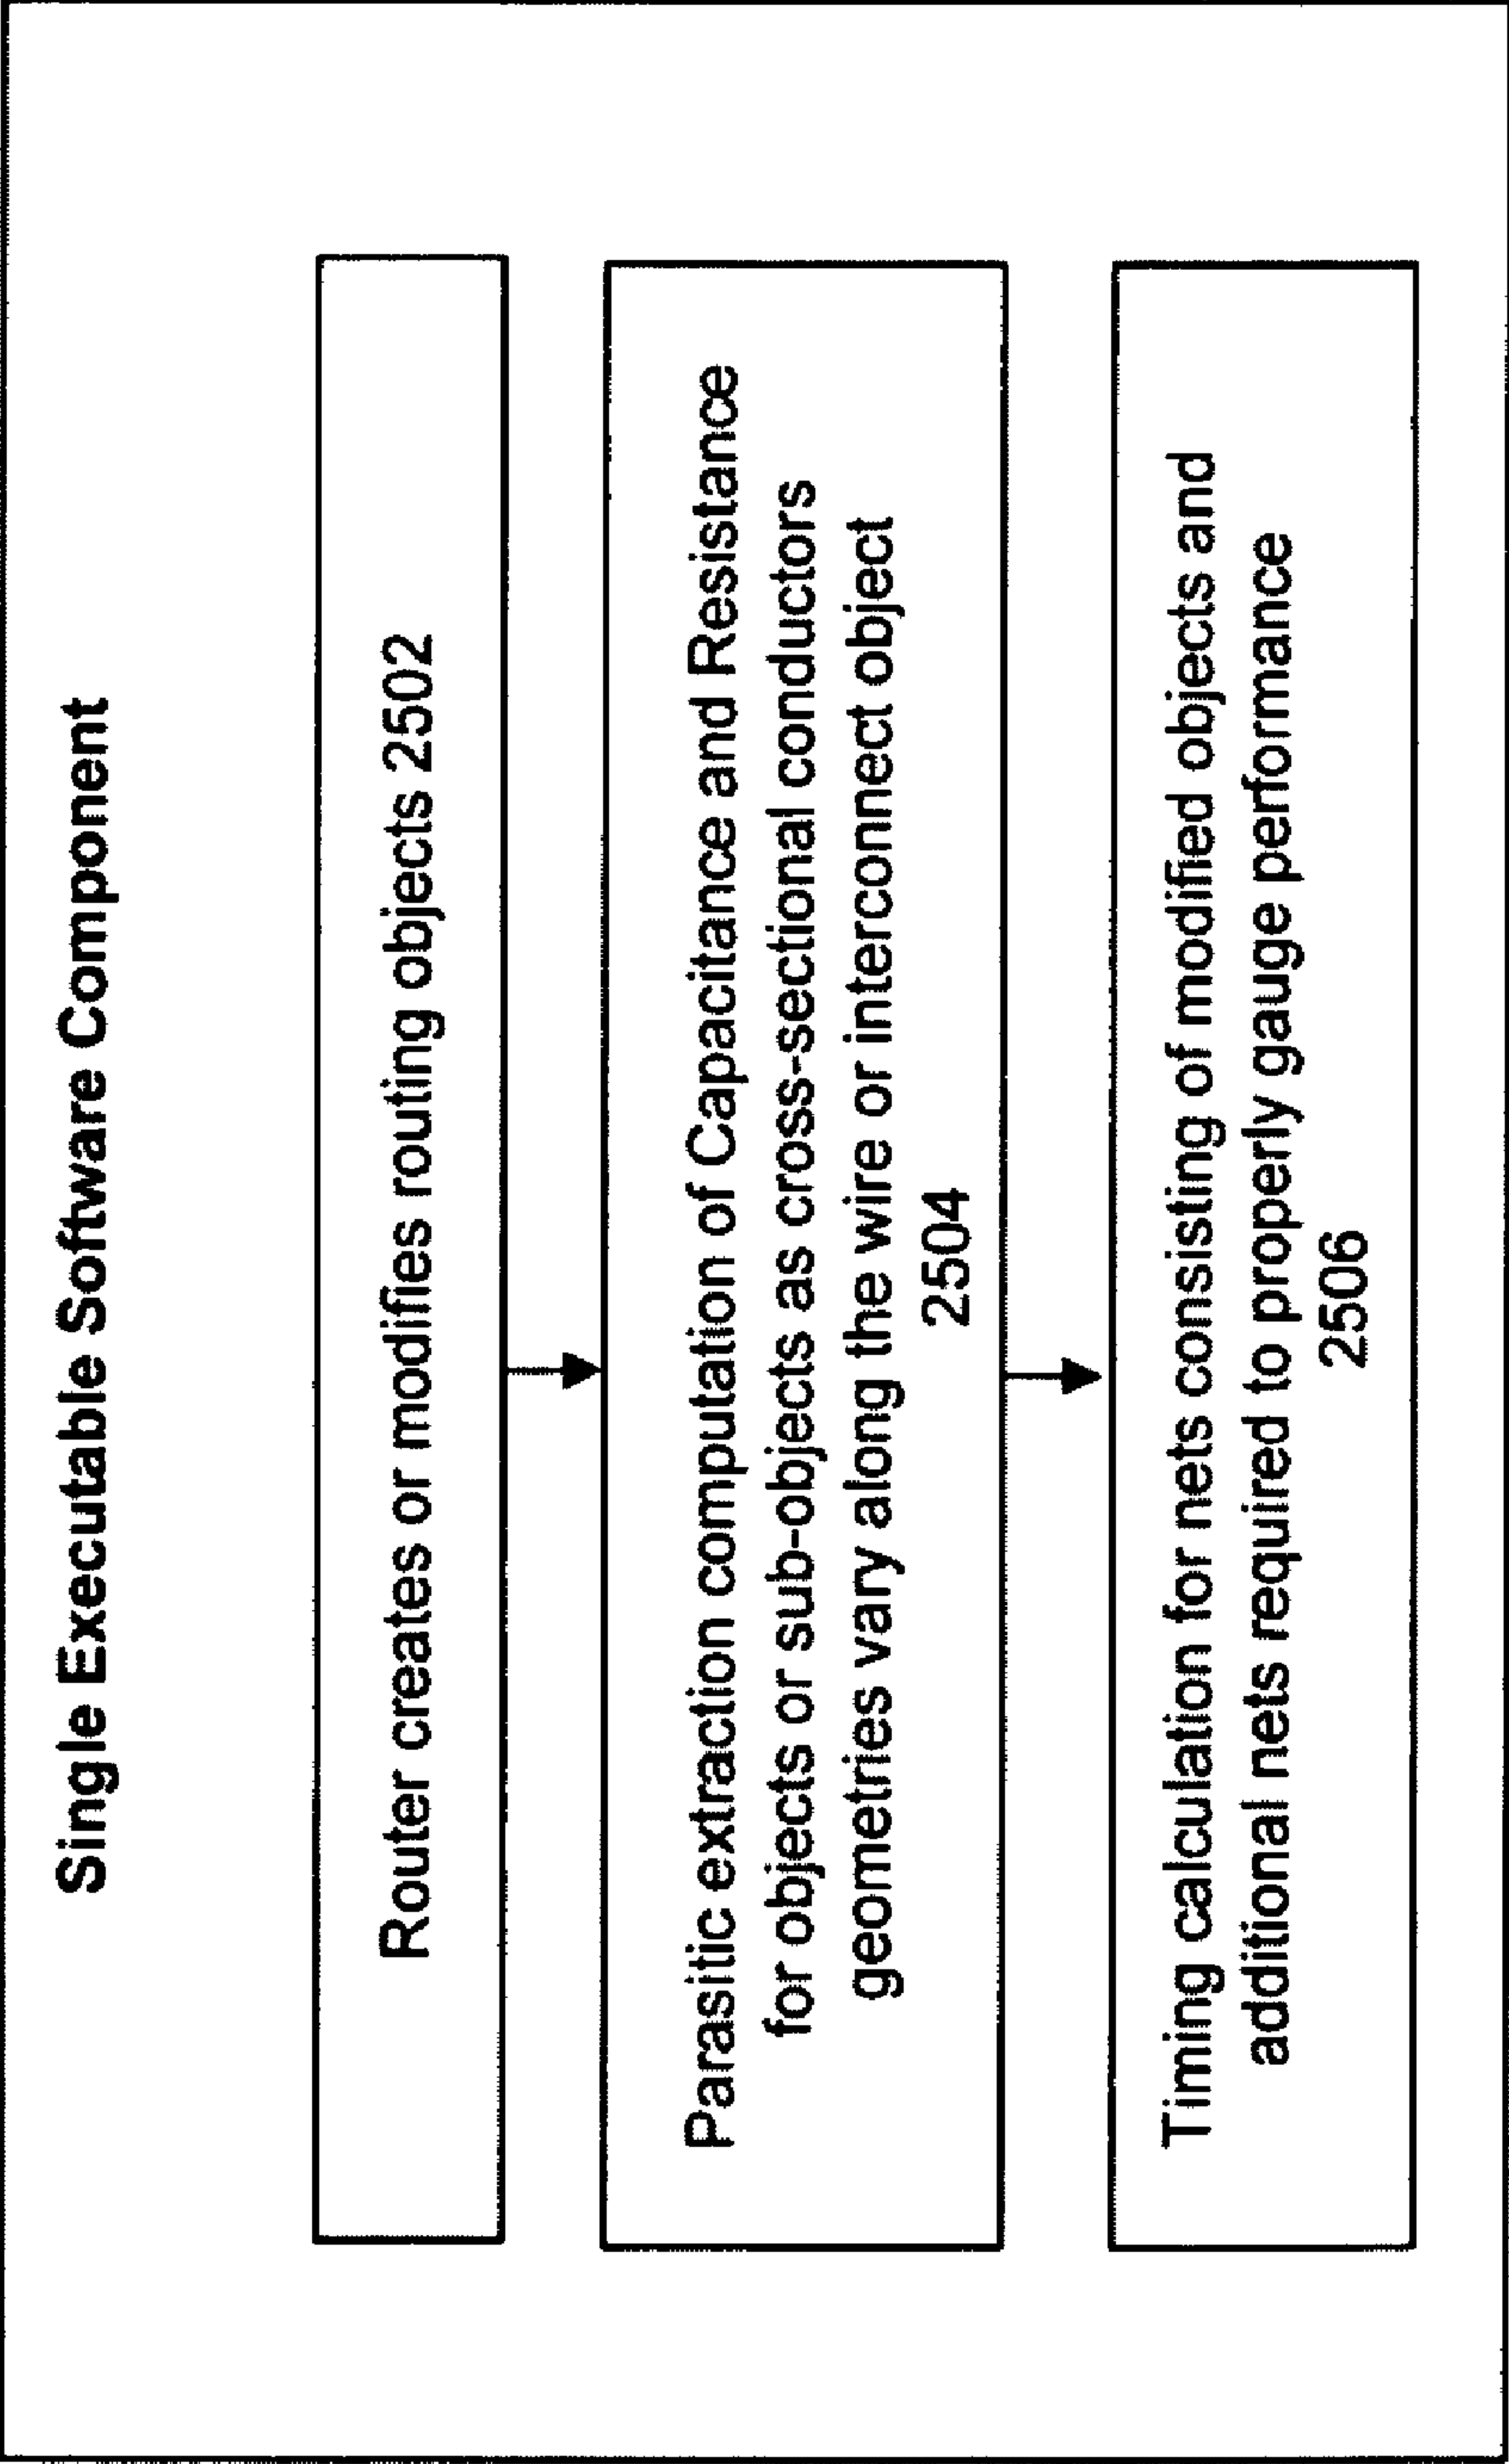 Single Executable Software Component
Router creates or modifies routing objects 2502
Parasitic extraction computation of Capacitance and Resistance
for objects or sub-objects as cross-sectional conductors
geometries vary along the wire or interconnect object
2504
Timing calculation for nets consisting of modified objects and
additional nets required to properly gauge performance
2506